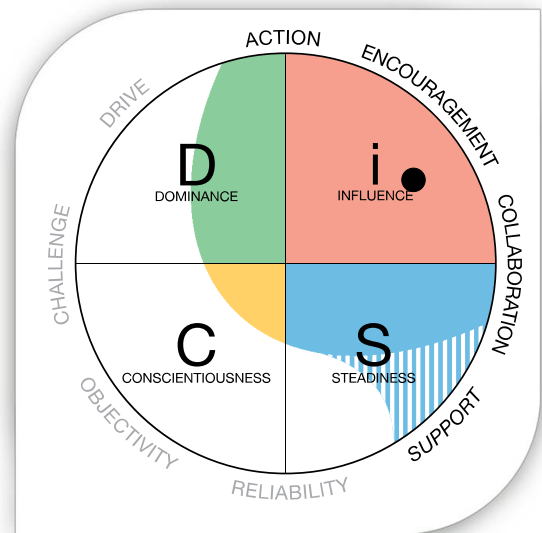 ACTION
ENCOURAGEMENT
DRIVE
D
DOMINANCE
i
INFLUENCE
COLLABORATION
CHALLENGE
C
CONSCIENTIOUSNESS
S
STEADINESS
SUPPORT
OBJECTIVITY
RELIABILITY